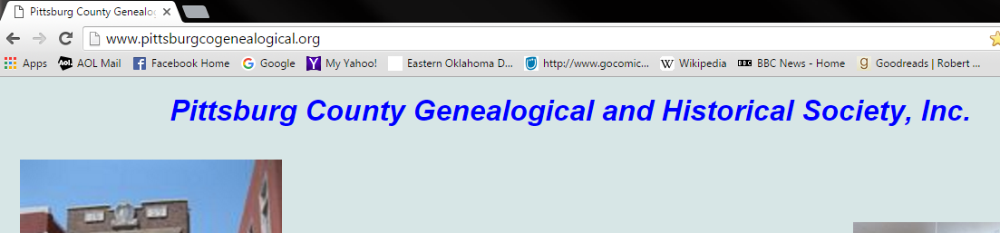 Pittsburg County Genealog
www.pittsburgcogenealogical.org
Apps AOL Mail Facebook Home Google My Yahoo! Eastern Oklahoma D... http://www.gocomic... Wikipedia BBC News - Home Goodreads | Robert ...
Pittsburg County Genealogical and Historical Society, Inc.